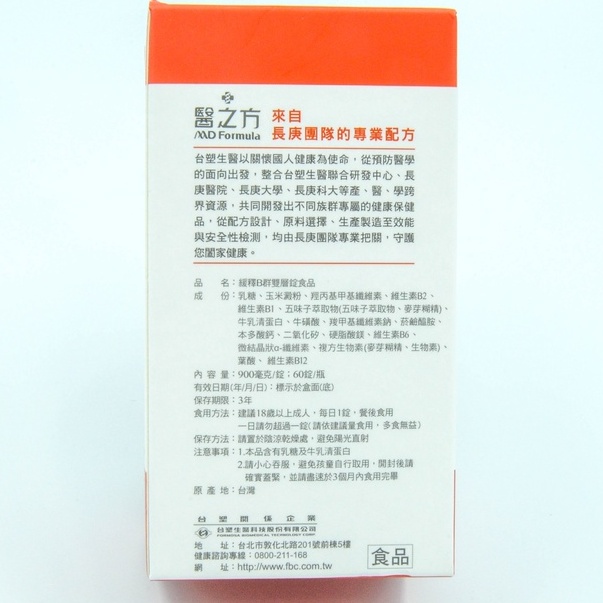 醫之方
MD Formula
來自
長庚團隊的專業配方
台塑生醫以關懷國人健康為使命，從預防醫學
的面向出發，整合台塑生醫聯合研發中心、長
庚醫院、長庚大學、長庚科大等產、醫、學跨
界資源，共同開發出不同族群專屬的健康保健
品，從配方設計、原料選擇、生產製造至效能
與安全性檢測，均由長庚團隊專業把關，守護
您闔家健康。
品　名：緩釋B群雙層錠食品
成　份：乳糖、玉米澱粉、羥丙基甲基纖維素、維生素B2、
維生素B1、五味子萃取物(五味子萃取物、麥芽糊精)、
牛乳清蛋白、牛磺酸、羧甲基纖維素鈉、菸鹼醯胺、
本多酸鈣、二氧化矽、硬脂酸鎂、維生素B6、
微結晶狀α-纖維素、複方生物素(麥芽糊精、生物素)、
葉酸、維生素B12
內 容 量：900毫克/錠；60錠/瓶
有效日期(年/月/日)：標示於盒面(底)
保存期限：3年
食用方法：建議18歲以上成人，每日1錠，餐後食用
一日請勿超過一錠(請依建議量食用，多食無益)
保存方法：請置於陰涼乾燥處，避免陽光直射
注意事項：1.本品含有乳糖及牛乳清蛋白
2.請小心吞服，避免孩童自行取用，開封後請
確實蓋緊，並請盡速於3個月內食用完畢
原 產 地：台灣
台塑關係企業
台塑生醫科技股份有限公司
FORMOSA BIOMEDICAL TECHNOLOGY CORP.
地　址：台北市敦化北路201號前棟5樓
健康諮詢專線：0800-211-168
網　址：http://www.fbc.com.tw
食品